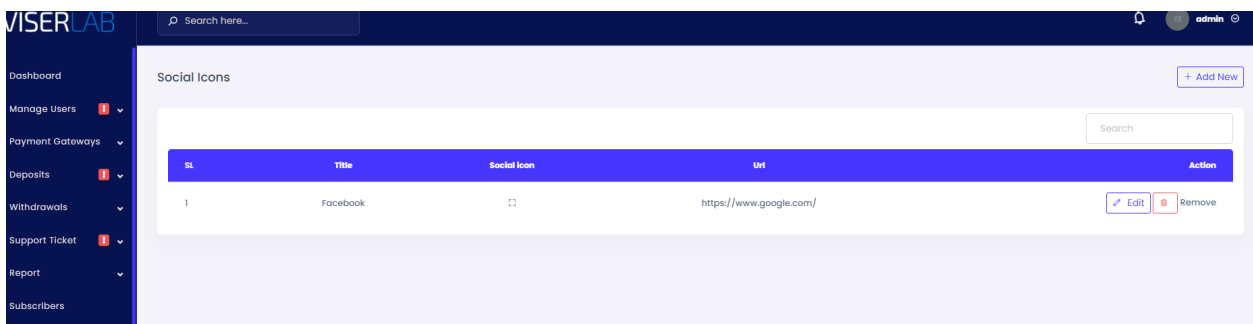 VISERLAB
Search here...
admin
Dashboard
Manage Users
Payment Gateways
Deposits
Withdrawals
Support Ticket
Report
Subscribers
Social Icons
+ Add New
Search
SL Title Social Icon Url Action
1 Facebook https://www.google.com/ Edit Remove